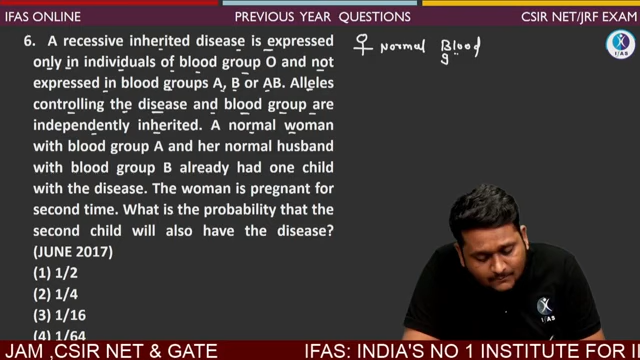 IFAS ONLINE PREVIOUS YEAR QUESTIONS CSIR NET/JRF EXAM
6. A recessive inherited disease is expressed
only in individuals of blood group O and not
expressed in blood groups A, B or AB. Alleles
controlling the disease and blood group are
independently inherited. A normal woman
with blood group A and her normal husband
with blood group B already had one child
with the disease. The woman is pregnant for
second time. What is the probability that the
second child will also have the disease?
(JUNE 2017)
(1) 1/2
(2) 1/4
(3) 1/16
(4) 1/64
♀ Normal Blood
g
IFAS
IFAS
JAM ,CSIR NET & GATE IFAS: INDIA'S NO 1 INSTITUTE FOR